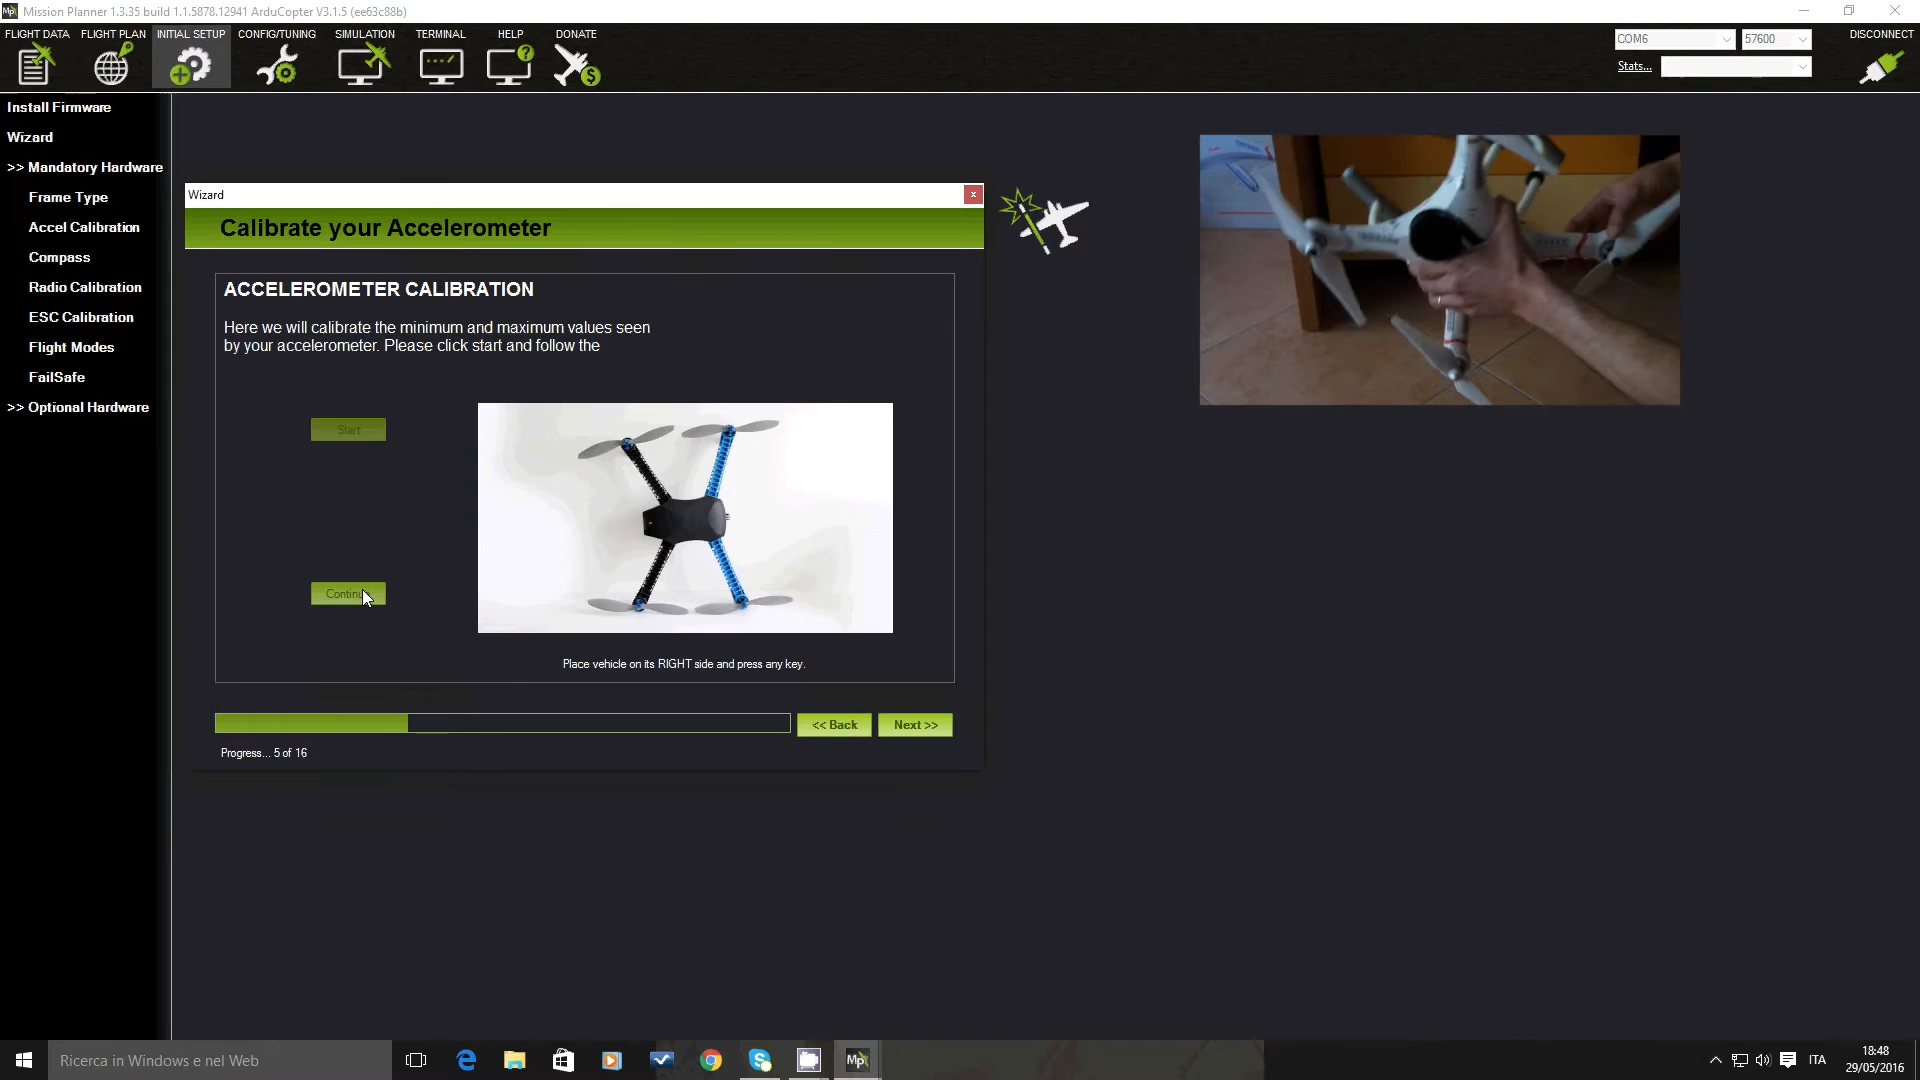 Mission Planner 1.3.35 build 1.1.5878.12941 ArduCopter V3.1.5 (ee63c88b)
FLIGHT DATA FLIGHT PLAN INITIAL SETUP CONFIG/TUNING SIMULATION TERMINAL HELP DONATE
COM6 57600 DISCONNECT
Stats...
Install Firmware
Wizard
>> Mandatory Hardware
Frame Type
Accel Calibration
Compass
Radio Calibration
ESC Calibration
Flight Modes
FailSafe
>> Optional Hardware
Wizard
Calibrate your Accelerometer
ACCELEROMETER CALIBRATION
Here we will calibrate the minimum and maximum values seen
by your accelerometer. Please click start and follow the
Start
Continu
Place vehicle on its RIGHT side and press any key.
<< Back Next >>
Progress... 5 of 16
Ricerca in Windows e nel Web
ITA
18:48
29/05/2016